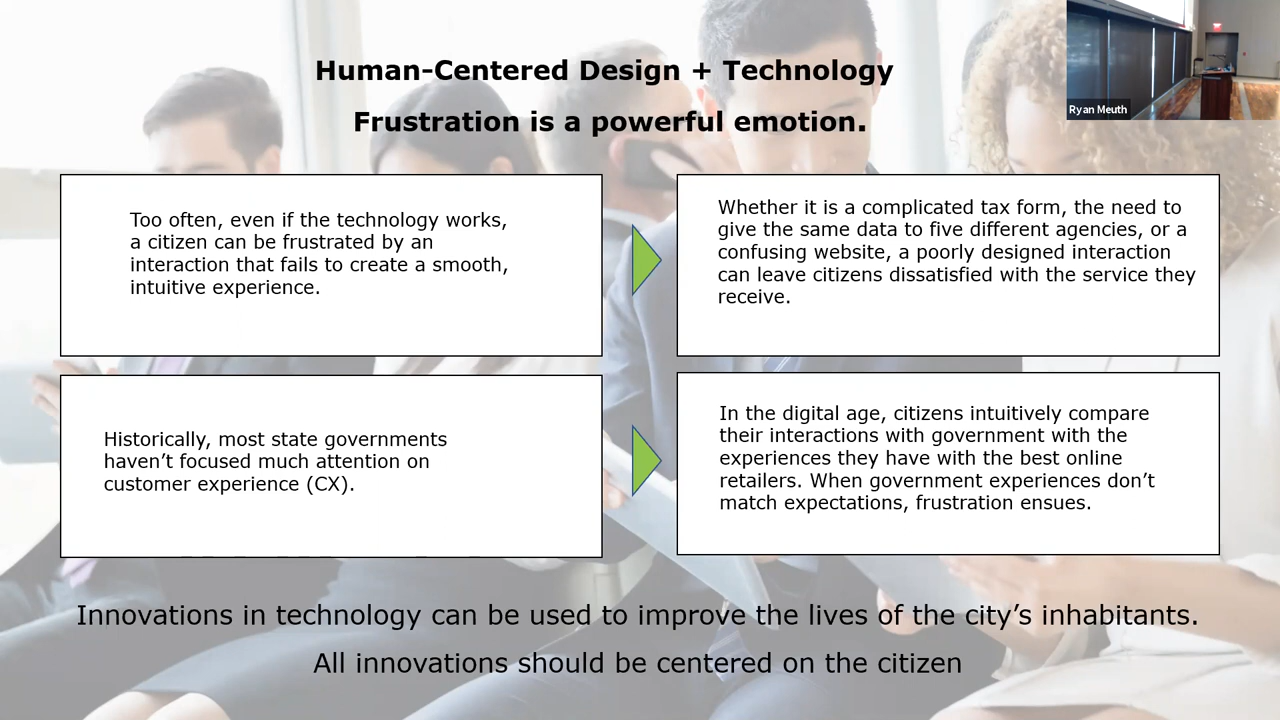 Human-Centered Design + Technology
Frustration is a powerful emotion.
Ryan Meuth
Too often, even if the technology works,
a citizen can be frustrated by an
interaction that fails to create a smooth,
intuitive experience.
Whether it is a complicated tax form, the need to
give the same data to five different agencies, or a
confusing website, a poorly designed interaction
can leave citizens dissatisfied with the service they
receive.
Historically, most state governments
haven’t focused much attention on
customer experience (CX).
In the digital age, citizens intuitively compare
their interactions with government with the
experiences they have with the best online
retailers. When government experiences don’t
match expectations, frustration ensues.
Innovations in technology can be used to improve the lives of the city’s inhabitants.
All innovations should be centered on the citizen